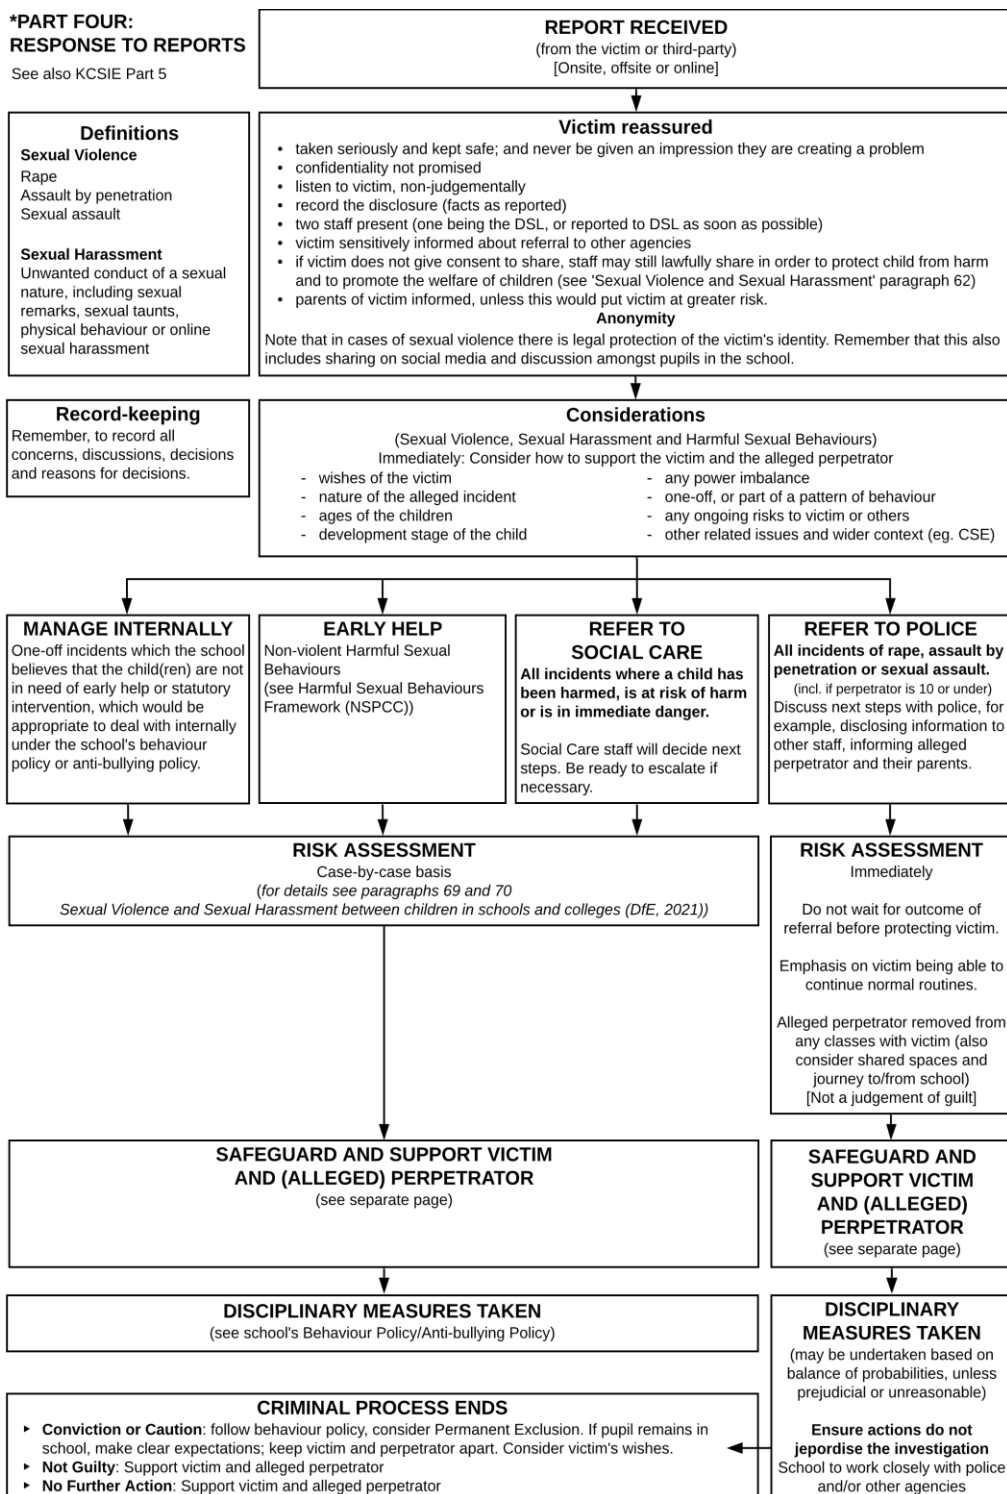 *PART FOUR:
RESPONSE TO REPORTS
See also KCSIE Part 5
REPORT RECEIVED
(from the victim or third-party)
[Onsite, offsite or online]
Definitions
Sexual Violence
Rape
Assault by penetration
Sexual assault
Sexual Harassment
Unwanted conduct of a sexual
nature, including sexual
remarks, sexual taunts,
physical behaviour or online
sexual harassment
Victim reassured
• taken seriously and kept safe; and never be given an impression they are creating a problem
• confidentiality not promised
• listen to victim, non-judgementally
• record the disclosure (facts as reported)
• two staff present (one being the DSL, or reported to DSL as soon as possible)
• victim sensitively informed about referral to other agencies
• if victim does not give consent to share, staff may still lawfully share in order to protect child from harm
and to promote the welfare of children (see 'Sexual Violence and Sexual Harassment' paragraph 62)
• parents of victim informed, unless this would put victim at greater risk.
Anonymity
Note that in cases of sexual violence there is legal protection of the victim's identity. Remember that this also
includes sharing on social media and discussion amongst pupils in the school.
Record-keeping
Remember, to record all
concerns, discussions, decisions
and reasons for decisions.
Considerations
(Sexual Violence, Sexual Harassment and Harmful Sexual Behaviours)
Immediately: Consider how to support the victim and the alleged perpetrator
- wishes of the victim
- nature of the alleged incident
- ages of the children
- development stage of the child
- any power imbalance
- one-off, or part of a pattern of behaviour
- any ongoing risks to victim or others
- other related issues and wider context (eg. CSE)
MANAGE INTERNALLY
One-off incidents which the school
believes that the child(ren) are not
in need of early help or statutory
intervention, which would be
appropriate to deal with internally
under the school's behaviour
policy or anti-bullying policy.
EARLY HELP
Non-violent Harmful Sexual
Behaviours
(see Harmful Sexual Behaviours
Framework (NSPCC))
REFER TO
SOCIAL CARE
All incidents where a child has
been harmed, is at risk of harm
or is in immediate danger.
Social Care staff will decide next
steps. Be ready to escalate if
necessary.
REFER TO POLICE
All incidents of rape, assault by
penetration or sexual assault.
(incl. if perpetrator is 10 or under)
Discuss next steps with police, for
example, disclosing information to
other staff, informing alleged
perpetrator and their parents.
RISK ASSESSMENT
Case-by-case basis
(for details see paragraphs 69 and 70
Sexual Violence and Sexual Harassment between children in schools and colleges (DfE, 2021))
RISK ASSESSMENT
Immediately
Do not wait for outcome of
referral before protecting victim.
Emphasis on victim being able to
continue normal routines.
Alleged perpetrator removed from
any classes with victim (also
consider shared spaces and
journey to/from school)
[Not a judgement of guilt]
SAFEGUARD AND SUPPORT VICTIM
AND (ALLEGED) PERPETRATOR
(see separate page)
SAFEGUARD AND
SUPPORT VICTIM
AND (ALLEGED)
PERPETRATOR
(see separate page)
DISCIPLINARY MEASURES TAKEN
(see school's Behaviour Policy/Anti-bullying Policy)
DISCIPLINARY
MEASURES TAKEN
(may be undertaken based on
balance of probabilities, unless
prejudicial or unreasonable)
Ensure actions do not
jepordise the investigation
School to work closely with police
and/or other agencies
CRIMINAL PROCESS ENDS
▸ Conviction or Caution: follow behaviour policy, consider Permanent Exclusion. If pupil remains in
school, make clear expectations; keep victim and perpetrator apart. Consider victim's wishes.
▸ Not Guilty: Support victim and alleged perpetrator
▸ No Further Action: Support victim and alleged perpetrator